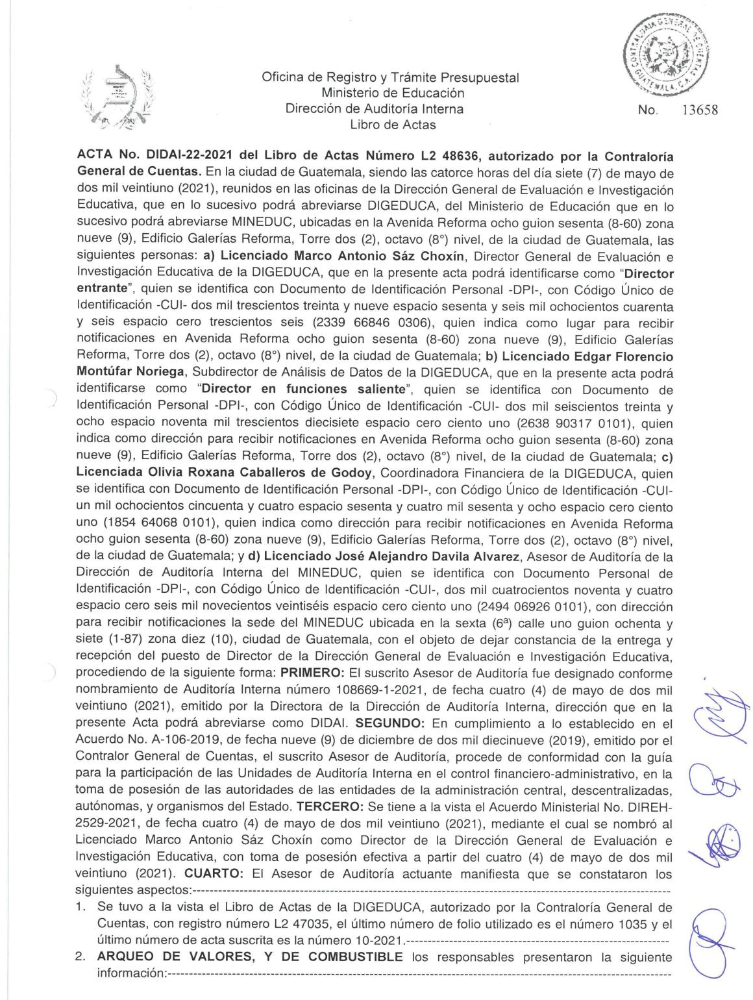 CONTRALORIA GENERAL DE CUENTAS
GUATEMALA, C.A.
Oficina de Registro y Trámite Presupuestal
Ministerio de Educación
Dirección de Auditoría Interna
Libro de Actas
No. 13658
ACTA No. DIDAI-22-2021 del Libro de Actas Número L2 48636, autorizado por la Contraloría
General de Cuentas. En la ciudad de Guatemala, siendo las catorce horas del día siete (7) de mayo de
dos mil veintiuno (2021), reunidos en las oficinas de la Dirección General de Evaluación e Investigación
Educativa, que en lo sucesivo podrá abreviarse DIGEDUCA, del Ministerio de Educación que en lo
sucesivo podrá abreviarse MINEDUC, ubicadas en la Avenida Reforma ocho guion sesenta (8-60) zona
nueve (9), Edificio Galerías Reforma, Torre dos (2), octavo (8°) nivel, de la ciudad de Guatemala, las
siguientes personas: a) Licenciado Marco Antonio Sáz Choxín, Director General de Evaluación e
Investigación Educativa de la DIGEDUCA, que en la presente acta podrá identificarse como “Director
entrante”, quien se identifica con Documento de Identificación Personal -DPI-, con Código Único de
Identificación -CUI- dos mil trescientos treinta y nueve espacio sesenta y seis mil ochocientos cuarenta
y seis espacio cero trescientos seis (2339 66846 0306), quien indica como lugar para recibir
notificaciones en Avenida Reforma ocho guion sesenta (8-60) zona nueve (9), Edificio Galerías
Reforma, Torre dos (2), octavo (8°) nivel, de la ciudad de Guatemala; b) Licenciado Edgar Florencio
Montúfar Noriega, Subdirector de Análisis de Datos de la DIGEDUCA, que en la presente acta podrá
identificarse como “Director en funciones saliente”, quien se identifica con Documento de
Identificación Personal -DPI-, con Código Único de Identificación -CUI- dos mil seiscientos treinta y
ocho espacio noventa mil trescientos diecisiete espacio cero ciento uno (2638 90317 0101), quien
indica como dirección para recibir notificaciones en Avenida Reforma ocho guion sesenta (8-60) zona
nueve (9), Edificio Galerías Reforma, Torre dos (2), octavo (8°) nivel, de la ciudad de Guatemala; c)
Licenciada Olivia Roxana Caballeros de Godoy, Coordinadora Financiera de la DIGEDUCA, quien
se identifica con Documento de Identificación Personal -DPI-, con Código Único de Identificación -CUI-
un mil ochocientos cincuenta y cuatro espacio sesenta y cuatro mil sesenta y ocho espacio cero ciento
uno (1854 64068 0101), quien indica como dirección para recibir notificaciones en Avenida Reforma
ocho guion sesenta (8-60) zona nueve (9), Edificio Galerías Reforma, Torre dos (2), octavo (8°) nivel,
de la ciudad de Guatemala; y d) Licenciado José Alejandro Davila Alvarez, Asesor de Auditoría de la
Dirección de Auditoría Interna del MINEDUC, quien se identifica con Documento Personal de
Identificación -DPI-, con Código Único de Identificación -CUI-, dos mil cuatrocientos noventa y cuatro
espacio cero seis mil novecientos veintiséis espacio cero ciento uno (2494 06926 0101), con dirección
para recibir notificaciones la sede del MINEDUC ubicada en la sexta (6ª) calle uno guion ochenta y
siete (1-87) zona diez (10), ciudad de Guatemala, con el objeto de dejar constancia de la entrega y
recepción del puesto de Director de la Dirección General de Evaluación e Investigación Educativa,
procediendo de la siguiente forma: PRIMERO: El suscrito Asesor de Auditoría fue designado conforme
nombramiento de Auditoría Interna número 108669-1-2021, de fecha cuatro (4) de mayo de dos mil
veintiuno (2021), emitido por la Directora de la Dirección de Auditoría Interna, dirección que en la
presente Acta podrá abreviarse como DIDAI. SEGUNDO: En cumplimiento a lo establecido en el
Acuerdo No. A-106-2019, de fecha nueve (9) de diciembre de dos mil diecinueve (2019), emitido por el
Contralor General de Cuentas, el suscrito Asesor de Auditoría, procede de conformidad con la guía
para la participación de las Unidades de Auditoría Interna en el control financiero-administrativo, en la
toma de posesión de las autoridades de las entidades de la administración central, descentralizadas,
autónomas, y organismos del Estado. TERCERO: Se tiene a la vista el Acuerdo Ministerial No. DIREH-
2529-2021, de fecha cuatro (4) de mayo de dos mil veintiuno (2021), mediante el cual se nombró al
Licenciado Marco Antonio Sáz Choxín como Director de la Dirección General de Evaluación e
Investigación Educativa, con toma de posesión efectiva a partir del cuatro (4) de mayo de dos mil
veintiuno (2021). CUARTO: El Asesor de Auditoría actuante manifiesta que se constataron los
siguientes aspectos:--------------------------------------------------------------------------------
1. Se tuvo a la vista el Libro de Actas de la DIGEDUCA, autorizado por la Contraloría General de
Cuentas, con registro número L2 47035, el último número de folio utilizado es el número 1035 y el
último número de acta suscrita es la número 10-2021.--------------------------------------------
2. ARQUEO DE VALORES, Y DE COMBUSTIBLE los responsables presentaron la siguiente
información:--------------------------------------------------------------------------------